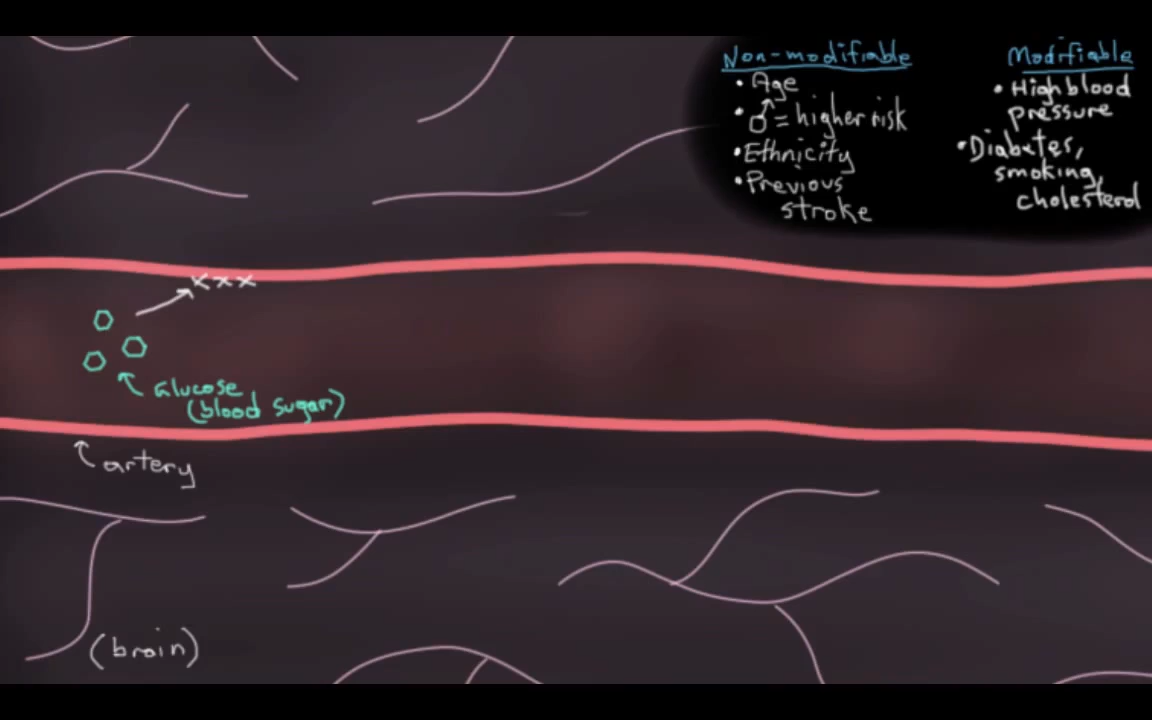 Non-modifiable
• Age
• ♂ = higher risk
• Ethnicity
• Previous
stroke
Modifiable
• High blood
pressure
• Diabetes,
smoking,
cholesterol
xxx
Glucose
(blood sugar)
artery
(brain)